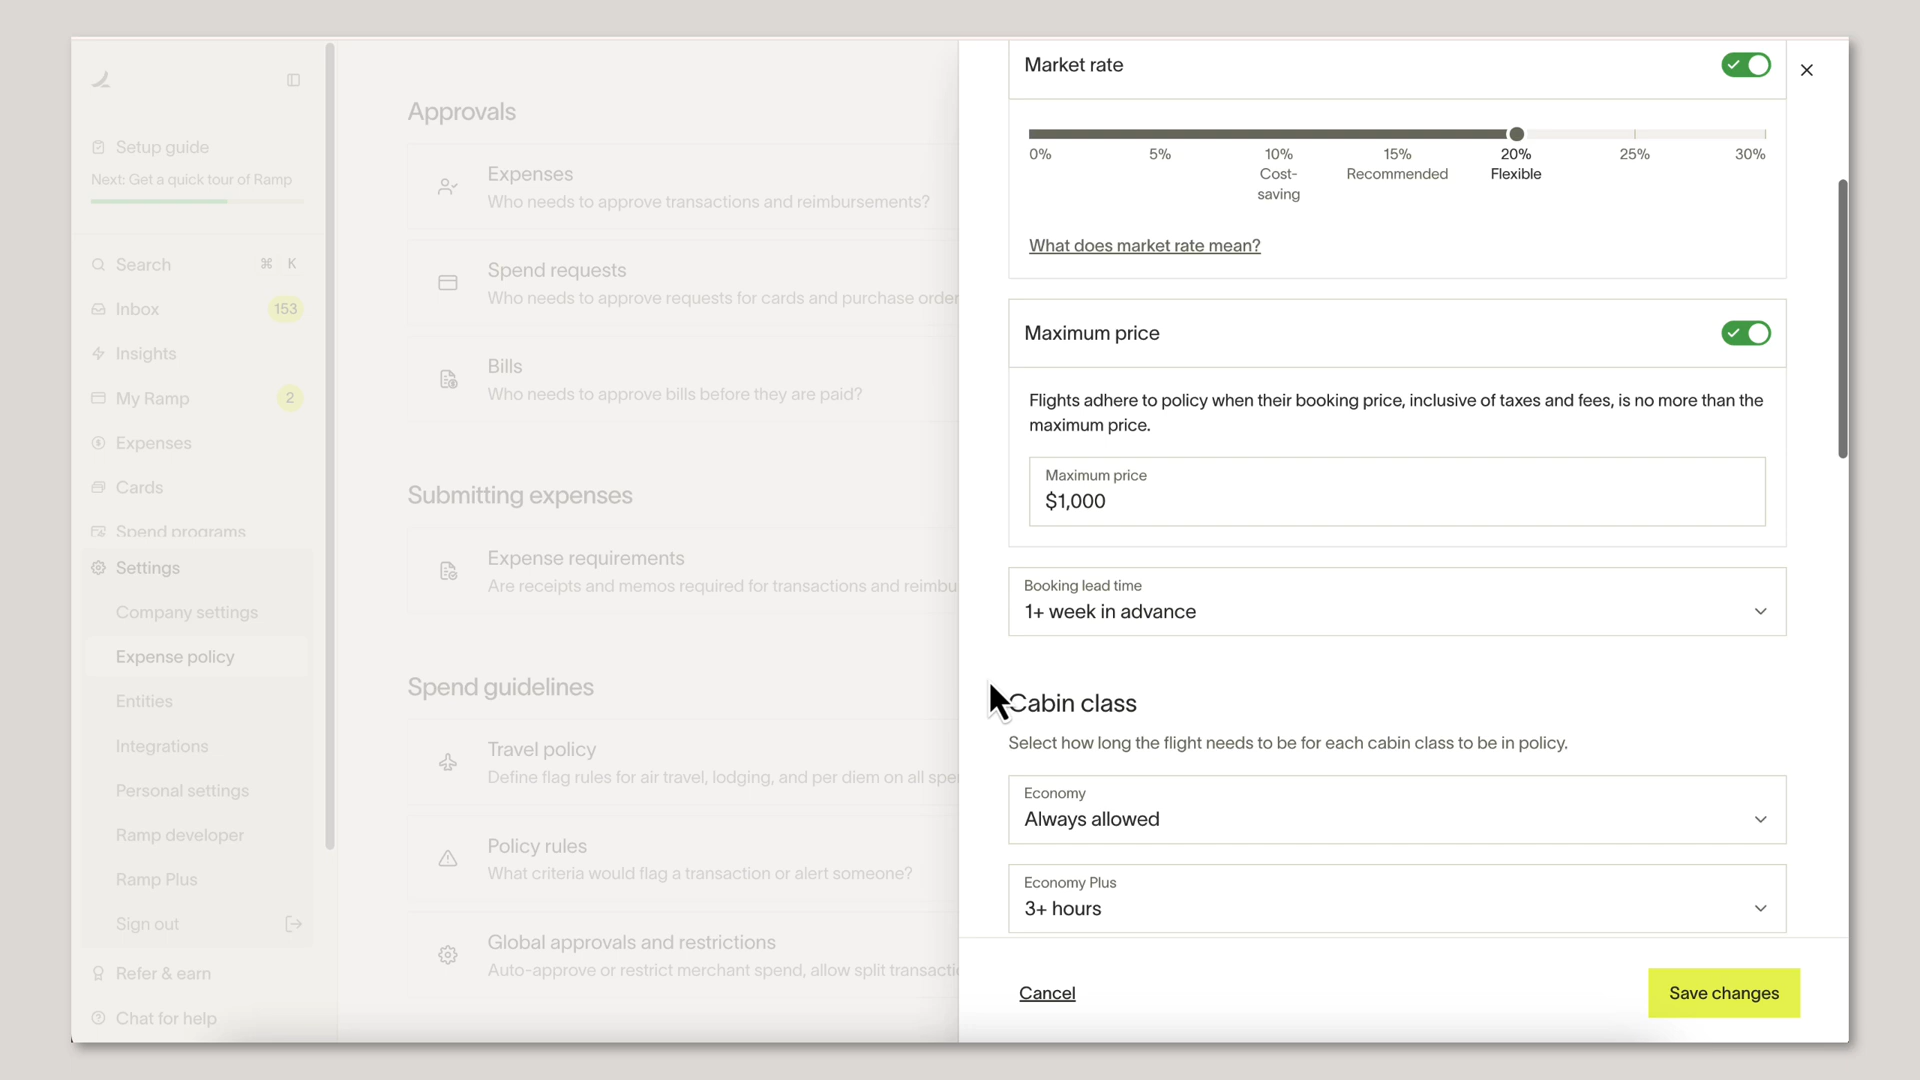 Setup guide
Next: Get a quick tour of Ramp
Search ⌘ K
Inbox 153
Insights
My Ramp 2
Expenses
Cards
Spend programs
Settings
Company settings
Expense policy
Entities
Integrations
Personal settings
Ramp developer
Ramp Plus
Sign out
Refer & earn
Chat for help
Approvals
Expenses
Who needs to approve transactions and reimbursements?
Spend requests
Who needs to approve requests for cards and purchase order
Bills
Who needs to approve bills before they are paid?
Submitting expenses
Expense requirements
Are receipts and memos required for transactions and reimbu
Spend guidelines
Travel policy
Define flag rules for air travel, lodging, and per diem on all spe
Policy rules
What criteria would flag a transaction or alert someone?
Global approvals and restrictions
Auto-approve or restrict merchant spend, allow split transacti
Market rate
0% 5% 10% 15% 20% 25% 30%
Cost-saving Recommended Flexible
What does market rate mean?
Maximum price
Flights adhere to policy when their booking price, inclusive of taxes and fees, is no more than the
maximum price.
Maximum price
$1,000
Booking lead time
1+ week in advance
Cabin class
Select how long the flight needs to be for each cabin class to be in policy.
Economy
Always allowed
Economy Plus
3+ hours
Cancel
Save changes